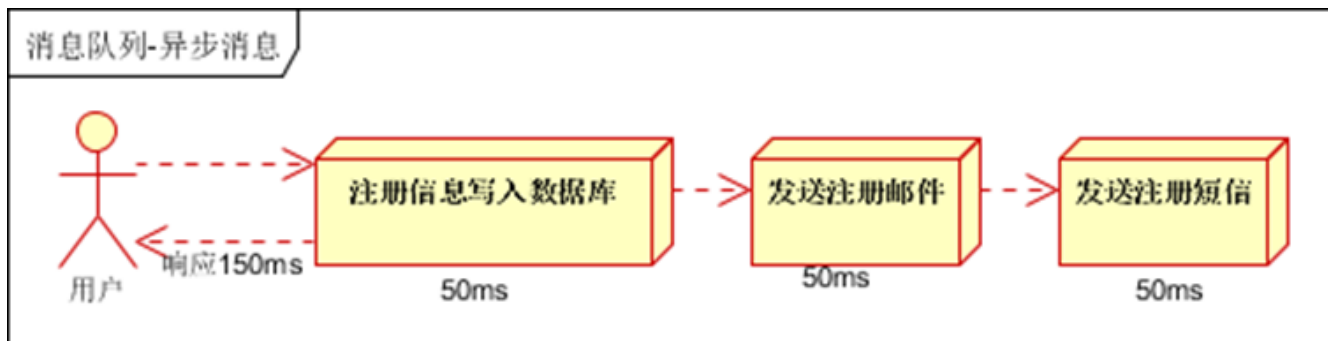 消息队列-异步消息
注册信息写入数据库
发送注册邮件
发送注册短信
响应150ms
用户
50ms
50ms
50ms